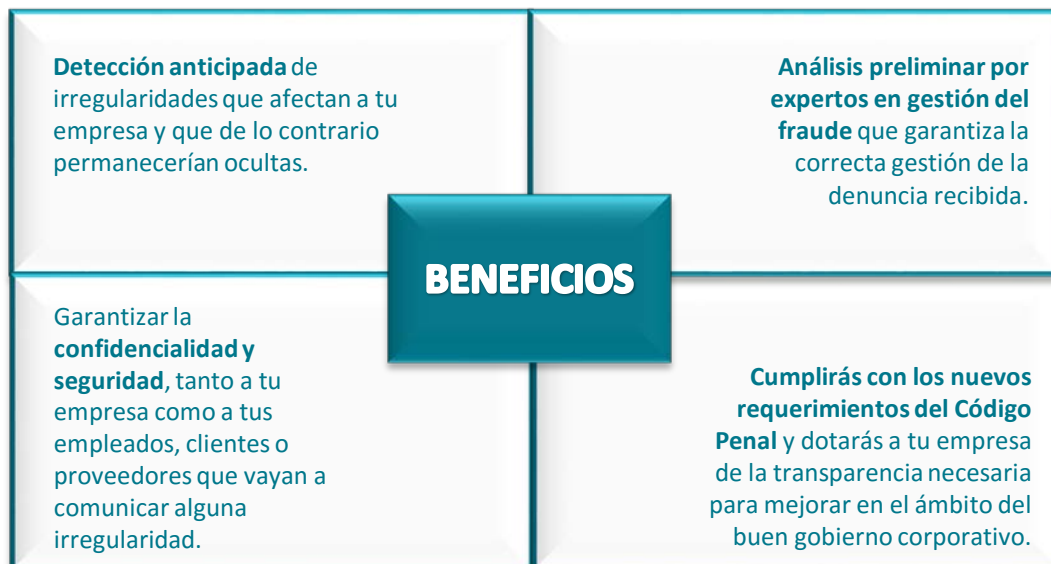 Detección anticipada de
irregularidades que afectan a tu
empresa y que de lo contrario
permanecerían ocultas.
Análisis preliminar por
expertos en gestión del
fraude que garantiza la
correcta gestión de la
denuncia recibida.
BENEFICIOS
Garantizar la
confidencialidad y
seguridad, tanto a tu
empresa como a tus
empleados, clientes o
proveedores que vayan a
comunicar alguna
irregularidad.
Cumplirás con los nuevos
requerimientos del Código
Penal y dotarás a tu empresa
de la transparencia necesaria
para mejorar en el ámbito del
buen gobierno corporativo.